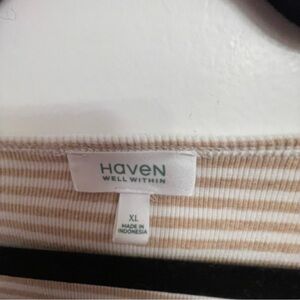 HaveN
WELL WITHIN
XL
MADE IN
INDONESIA